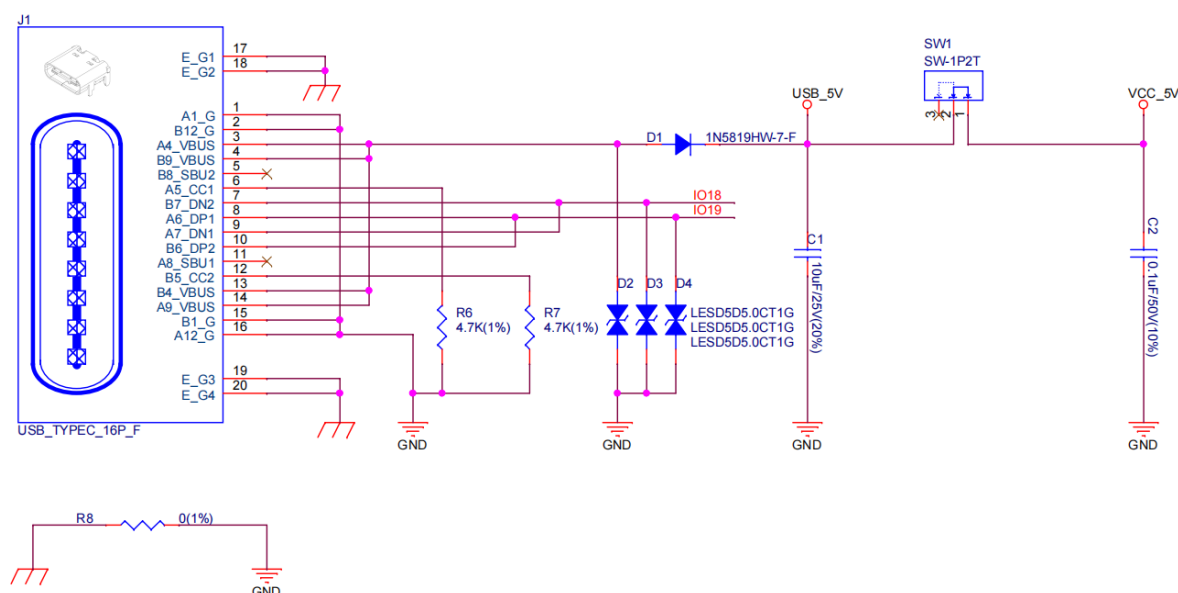 J1
E_G1 17
E_G2 18
A1_G 1
B12_G 2
A4_VBUS 3
B9_VBUS 4
B8_SBU2 5
A5_CC1 6
B7_DN2 7
A6_DP1 8
A7_DN1 9
B6_DP2 10
A8_SBU1 11
B5_CC2 12
B4_VBUS 13
A9_VBUS 14
B1_G 15
A12_G 16
E_G3 19
E_G4 20
USB_TYPEC_16P_F
R6
4.7K(1%)
R7
4.7K(1%)
GND
D1
1N5819HW-7-F
IO18
IO19
D2
D3
D4
LESD5D5.0CT1G
LESD5D5.0CT1G
LESD5D5.0CT1G
GND
USB_5V
C1
10uF/25V(20%)
GND
SW1
SW-1P2T
3
2
1
VCC_5V
C2
0.1uF/50V(10%)
GND
R8
0(1%)
GND